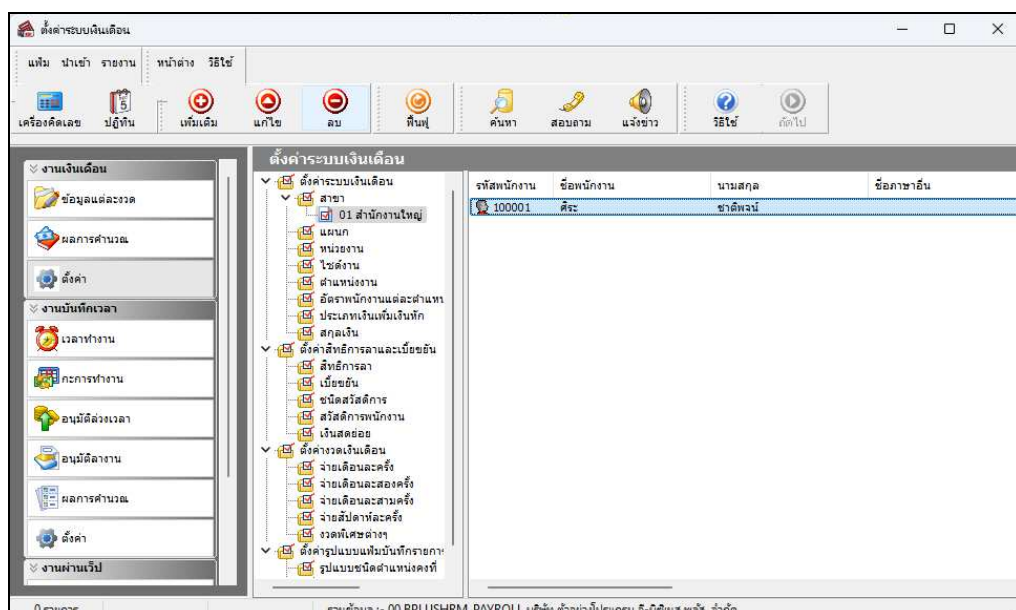 ตั้งค่าระบบเงินเดือน
แฟ้ม นำเข้า รายงาน หน้าต่าง วิธีใช้
เครื่องคิดเลข ปฏิทิน เพิ่มเติม แก้ไข ลบ ฟื้นฟู ค้นหา สอบถาม แจ้งข่าว วิธีใช้ ถัดไป
งานเงินเดือน
ข้อมูลแต่ละงวด
ผลการคำนวณ
ตั้งค่า
งานบันทึกเวลา
เวลาทำงาน
กะการทำงาน
อนุมัติล่วงเวลา
อนุมัติลางาน
ผลการคำนวณ
ตั้งค่า
งานผ่านเว็ป
ตั้งค่าระบบเงินเดือน
ตั้งค่าระบบเงินเดือน
สาขา
01 สำนักงานใหญ่
แผนก
หน่วยงาน
ไซด์งาน
ตำแหน่งงาน
อัตราพนักงานแต่ละตำแหน
ประเภทเงินเพิ่มเงินหัก
สกุลเงิน
ตั้งค่าสิทธิการลาและเบี้ยขยัน
สิทธิการลา
เบี้ยขยัน
ชนิดสวัสดิการ
สวัสดิการพนักงาน
เงินสดย่อย
ตั้งค่างวดเงินเดือน
จ่ายเดือนละครั้ง
จ่ายเดือนละสองครั้ง
จ่ายเดือนละสามครั้ง
จ่ายสัปดาห์ละครั้ง
งวดพิเศษต่างๆ
ตั้งค่ารูปแบบแฟ้มบันทึกรายกา
รูปแบบชนิดตำแหน่งคงที่
รหัสพนักงาน ชื่อพนักงาน นามสกุล ชื่อภาษาอื่น
100001 ศิระ ชาติพจน์
0 รายการ